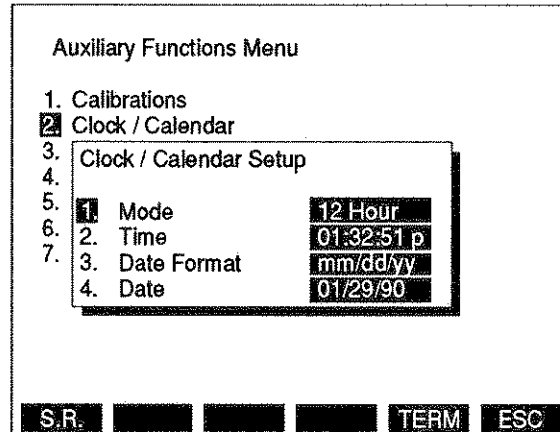 Auxiliary Functions Menu
1. Calibrations
2. Clock / Calendar
3.
4.
5.
6.
7.
Clock / Calendar Setup
1. Mode 12 Hour
2. Time 01:32:51 p
3. Date Format mm/dd/yy
4. Date 01/29/90
S.R. TERM ESC